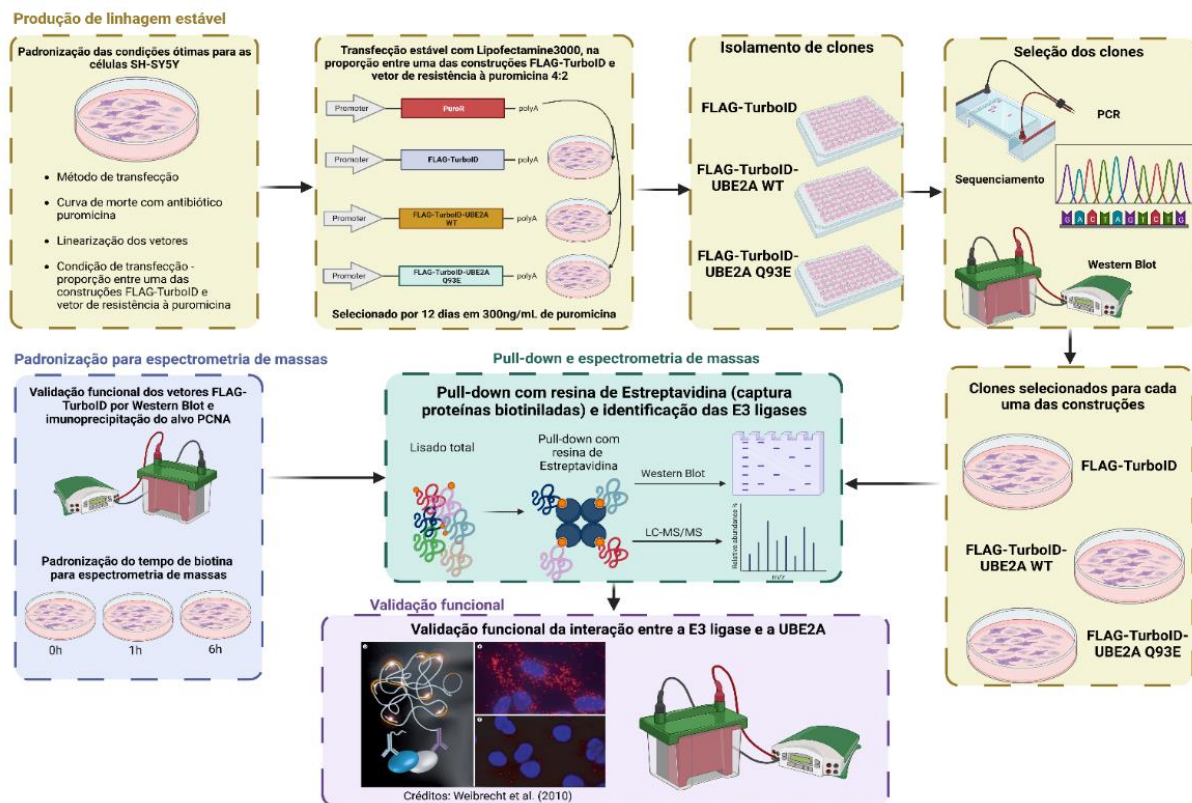 Produção de linhagem estável
Padronização das condições ótimas para as
células SH-SY5Y
• Método de transfecção
• Curva de morte com antibiótico
puromicina
• Linearização dos vetores
• Condição de transfecção -
proporção entre uma das
construções FLAG-TurboID e
vetor de resistência à puromicina
Transfecção estável com Lipofectamine3000, na
proporção entre uma das construções FLAG-TurboID e
vetor de resistência à puromicina 4:2
Promoter PuroR polyA
Promoter FLAG-TurboID polyA
Promoter FLAG-TurboID-UBE2A
WT polyA
Promoter FLAG-TurboID-UBE2A
Q93E polyA
Selecionado por 12 dias em 300ng/mL de puromicina
Isolamento de clones
FLAG-TurboID
FLAG-TurboID-
UBE2A WT
FLAG-TurboID-
UBE2A Q93E
Seleção dos clones
PCR
Sequenciamento
G A C T A G T C T G
Western Blot
Padronização para espectrometria de massas
Validação funcional dos vetores FLAG-
TurboID por Western Blot e
imunoprecipitação do alvo PCNA
Padronização do tempo de biotina
para espectrometria de massas
0h 1h 6h
Pull-down e espectrometria de massas
Pull-down com resina de Estreptavidina (captura
proteínas biotiniladas) e identificação das E3 ligases
Lisado total
Pull-down com
resina de
Estreptavidina
Western Blot
LC-MS/MS
Relative abundance %
m/z
Clones selecionados para cada
uma das construções
FLAG-TurboID
FLAG-TurboID-
UBE2A WT
FLAG-TurboID-
UBE2A Q93E
Validação funcional
Validação funcional da interação entre a E3 ligase e a UBE2A
Créditos: Weibrecht et al. (2010)